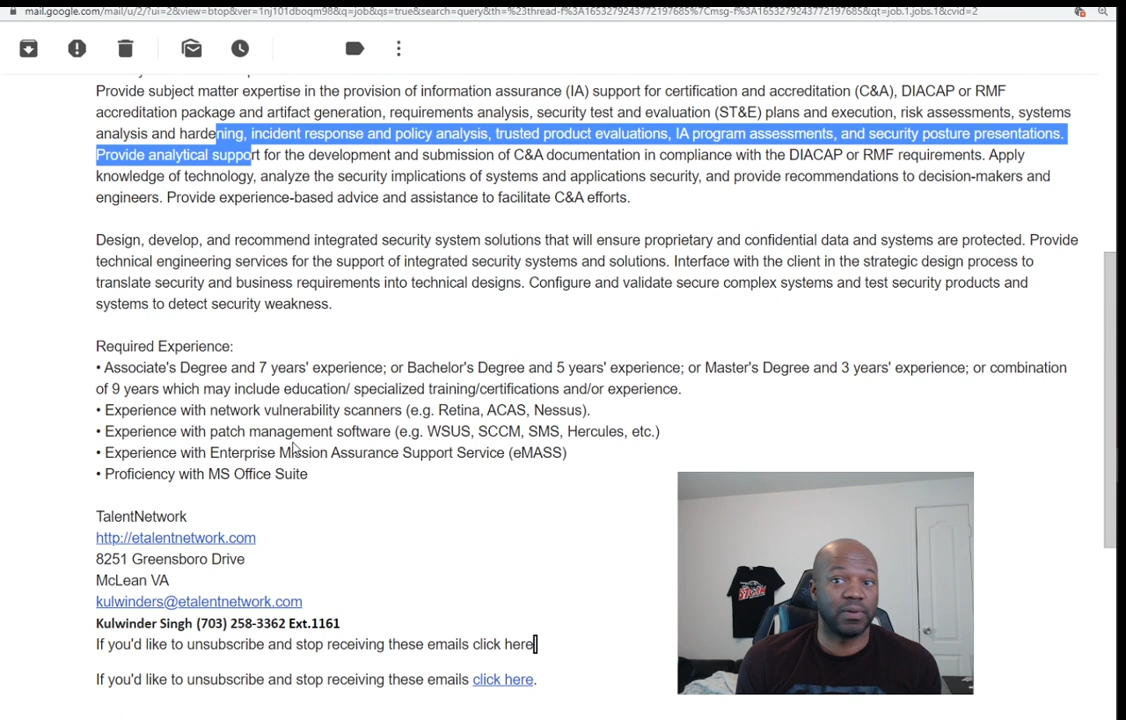 mail.google.com/mail/u/2/?ui=2&view=btop&ver=1nj101dboqm98&q=job&qs=true&search=query&th=%23thread-f%3A1653279243772197685%7Cmsg-f%3A1653279243772197685&qt=job.1.jobs.1&cvid=2
Provide subject matter expertise in the provision of information assurance (IA) support for certification and accreditation (C&A), DIACAP or RMF
accreditation package and artifact generation, requirements analysis, security test and evaluation (ST&E) plans and execution, risk assessments, systems
analysis and hardening, incident response and policy analysis, trusted product evaluations, IA program assessments, and security posture presentations.
Provide analytical support for the development and submission of C&A documentation in compliance with the DIACAP or RMF requirements. Apply
knowledge of technology, analyze the security implications of systems and applications security, and provide recommendations to decision-makers and
engineers. Provide experience-based advice and assistance to facilitate C&A efforts.
Design, develop, and recommend integrated security system solutions that will ensure proprietary and confidential data and systems are protected. Provide
technical engineering services for the support of integrated security systems and solutions. Interface with the client in the strategic design process to
translate security and business requirements into technical designs. Configure and validate secure complex systems and test security products and
systems to detect security weakness.
Required Experience:
• Associate's Degree and 7 years' experience; or Bachelor's Degree and 5 years' experience; or Master's Degree and 3 years' experience; or combination
of 9 years which may include education/ specialized training/certifications and/or experience.
• Experience with network vulnerability scanners (e.g. Retina, ACAS, Nessus).
• Experience with patch management software (e.g. WSUS, SCCM, SMS, Hercules, etc.)
• Experience with Enterprise Mission Assurance Support Service (eMASS)
• Proficiency with MS Office Suite
TalentNetwork
http://etalentnetwork.com
8251 Greensboro Drive
McLean VA
kulwinders@etalentnetwork.com
Kulwinder Singh (703) 258-3362 Ext.1161
If you'd like to unsubscribe and stop receiving these emails click here
If you'd like to unsubscribe and stop receiving these emails click here.